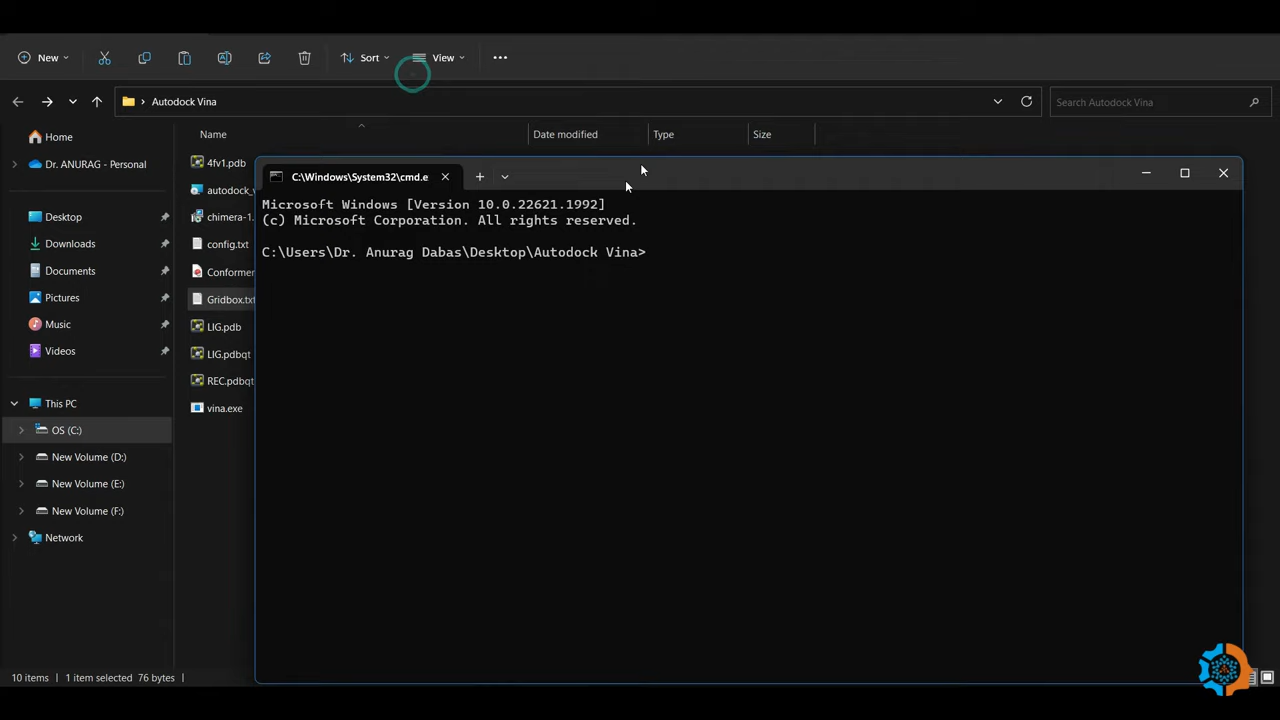 New
Sort
View
Autodock Vina
Search Autodock Vina
Home
Dr. ANURAG - Personal
Desktop
Downloads
Documents
Pictures
Music
Videos
This PC
OS (C:)
New Volume (D:)
New Volume (E:)
New Volume (F:)
Network
Name
Date modified
Type
Size
4fv1.pdb
autodock_
chimera-1.
config.txt
Conformer
Gridbox.txt
LIG.pdb
LIG.pdbqt
REC.pdbqt
vina.exe
C:\Windows\System32\cmd.e
Microsoft Windows [Version 10.0.22621.1992]
(c) Microsoft Corporation. All rights reserved.
C:\Users\Dr. Anurag Dabas\Desktop\Autodock Vina>
10 items
1 item selected 76 bytes